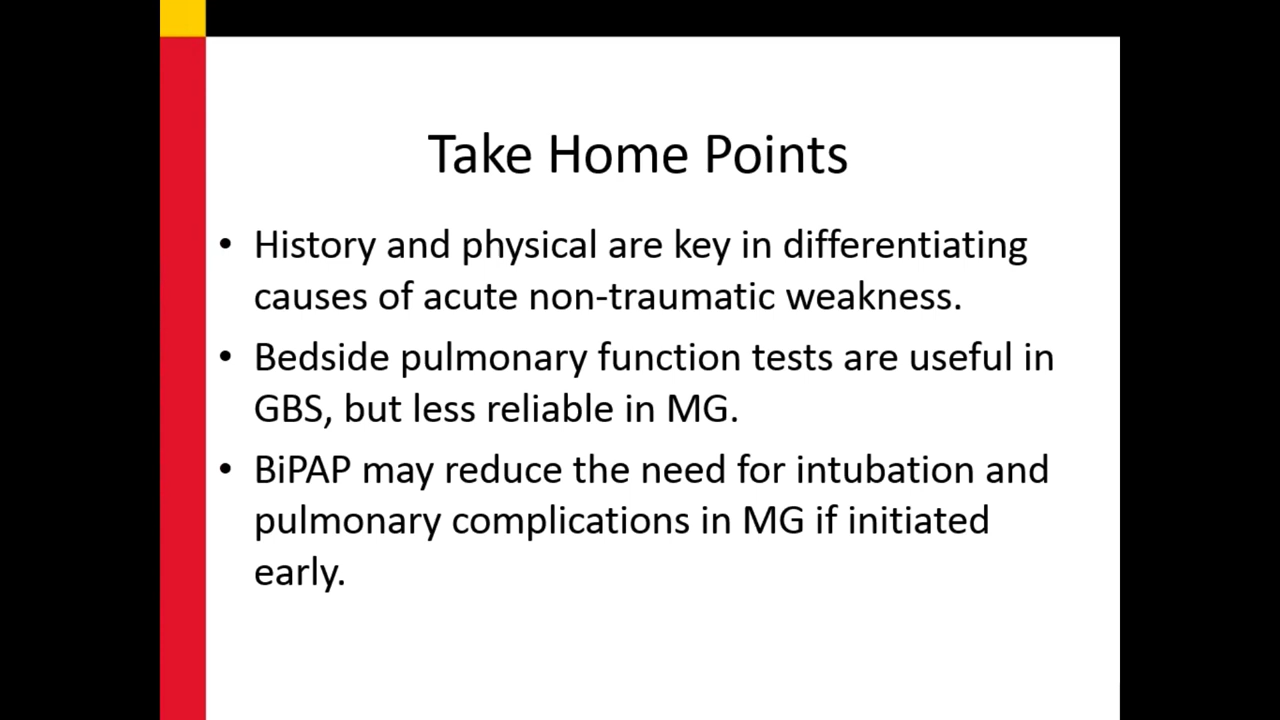 Take Home Points
• History and physical are key in differentiating
causes of acute non-traumatic weakness.
• Bedside pulmonary function tests are useful in
GBS, but less reliable in MG.
• BiPAP may reduce the need for intubation and
pulmonary complications in MG if initiated
early.